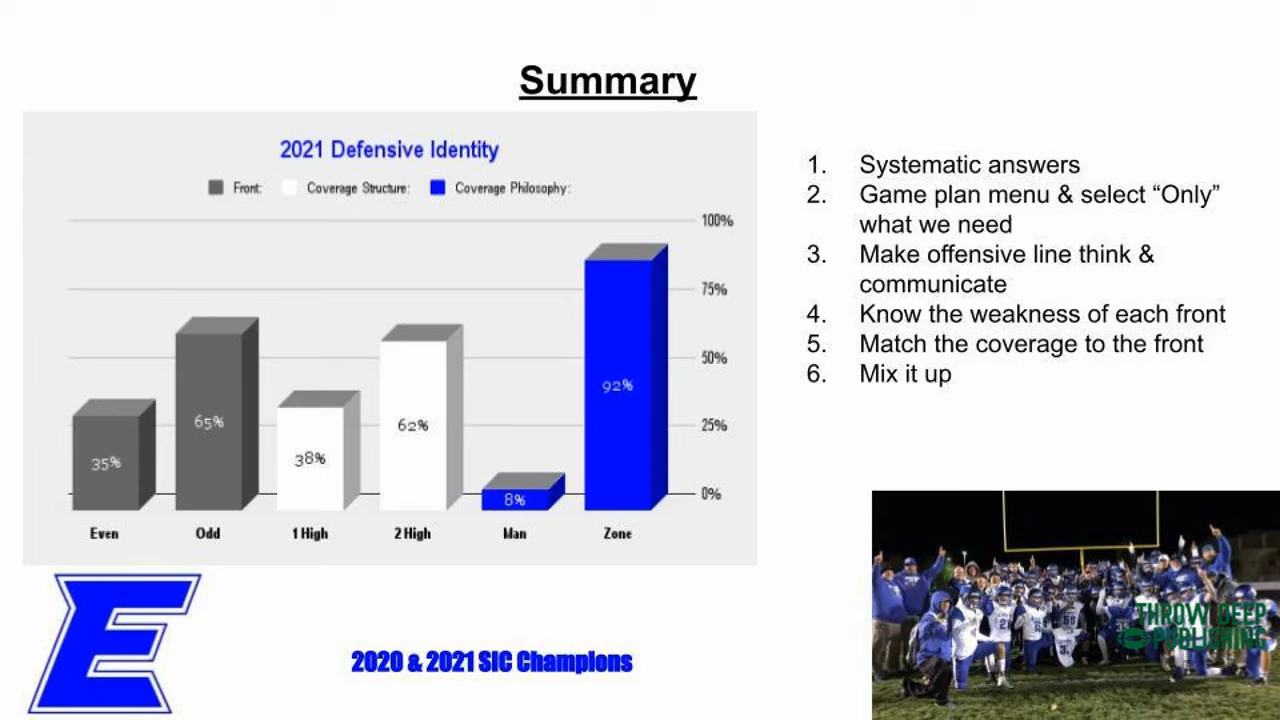 Summary
2021 Defensive Identity
Front: Coverage Structure: Coverage Philosophy:
100%
75%
50%
25%
0%
35%
65%
38%
62%
8%
92%
Even Odd 1 High 2 High Man Zone
1. Systematic answers
2. Game plan menu & select “Only”
what we need
3. Make offensive line think &
communicate
4. Know the weakness of each front
5. Match the coverage to the front
6. Mix it up
E
2020 & 2021 SIC Champions
THROW DEEP
PUBLISHING